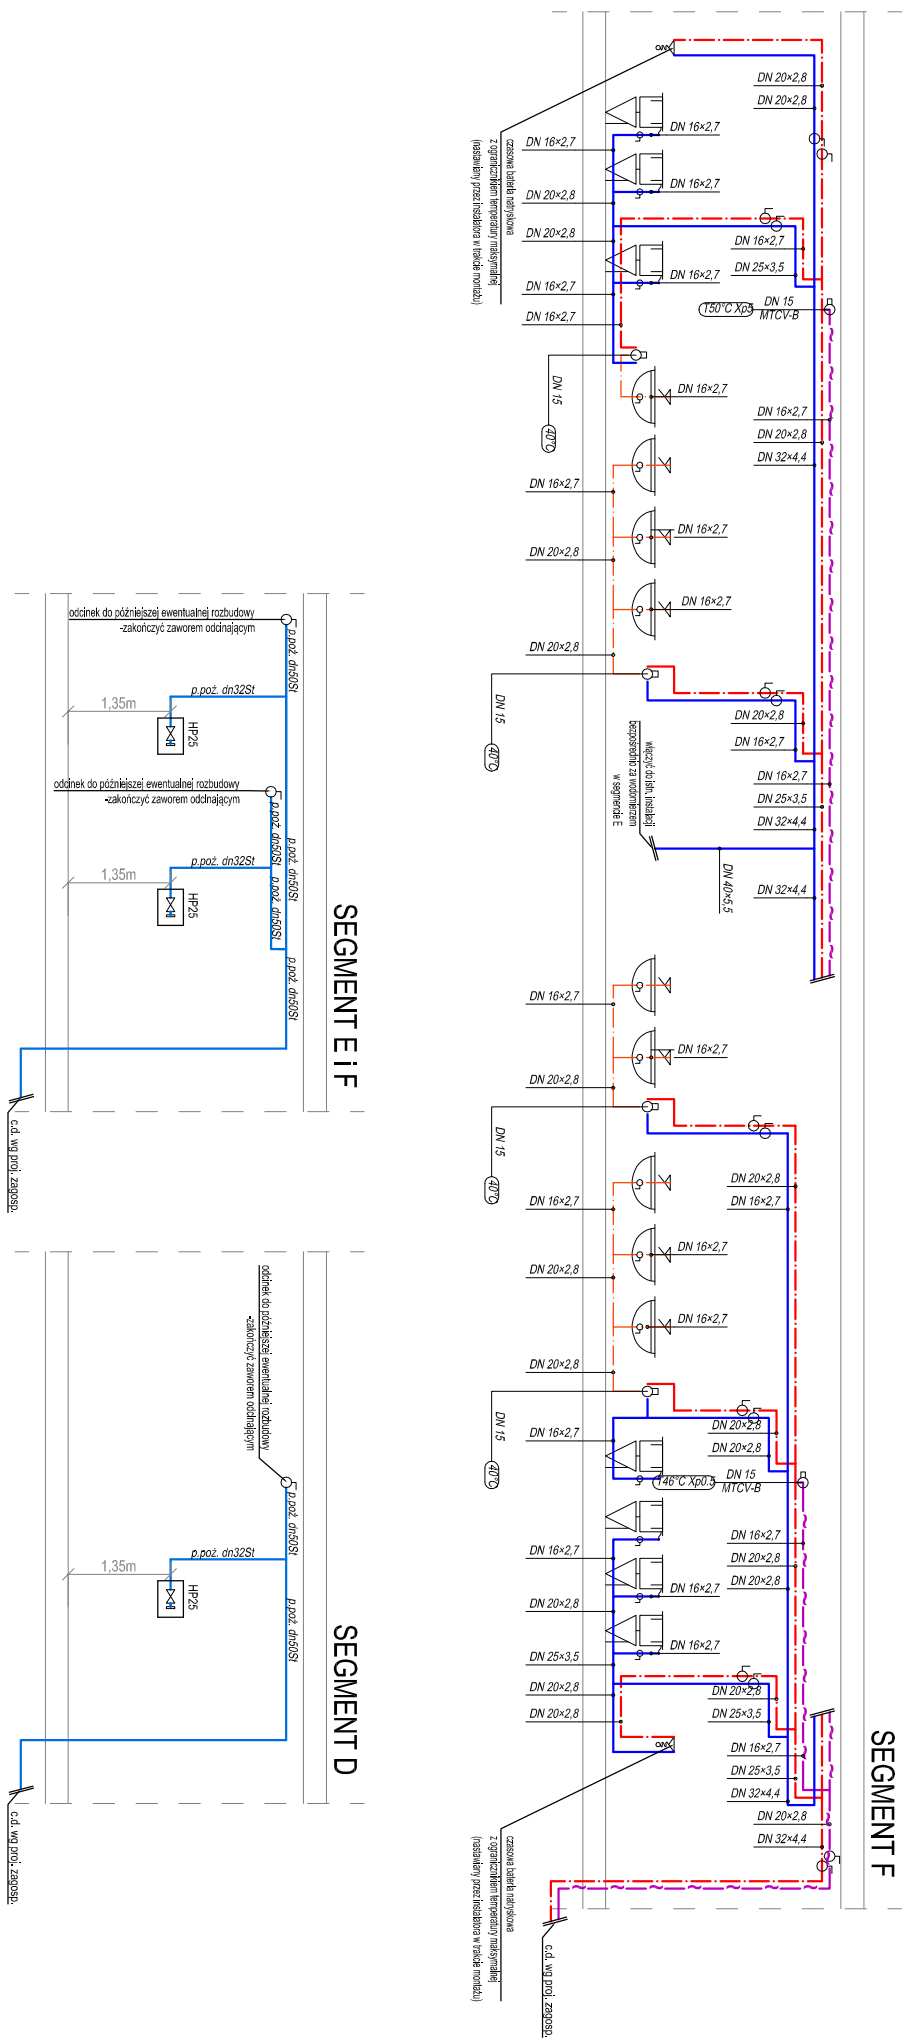 DN 20×2,8
DN 20×2,8
DN 16×2,7
DN 16×2,7
czasowa bateria natryskowa
z ogranicznikiem temperatury maksymalnej
(nastawiany przez instalatora w trakcie montażu)
DN 16×2,7
DN 20×2,8
DN 20×2,8
DN 16×2,7
DN 16×2,7
DN 25×3,5
DN 16×2,7
DN 16×2,7
T50°C Xp5
DN 15
MTCV-B
DN 15
40°C
DN 16×2,7
DN 16×2,7
DN 20×2,8
DN 32×4,4
DN 16×2,7
DN 16×2,7
DN 20×2,8
DN 16×2,7
DN 20×2,8
DN 15
40°C
DN 20×2,8
DN 16×2,7
włączyć do istn. instalacji
bezpośrednio za wodomierzem
w segmencie E
DN 16×2,7
DN 25×3,5
DN 32×4,4
DN 40×5,5
DN 32×4,4
DN 16×2,7
DN 16×2,7
DN 20×2,8
DN 15
40°C
DN 20×2,8
DN 16×2,7
DN 16×2,7
DN 16×2,7
DN 20×2,8
DN 16×2,7
DN 20×2,8
DN 15
40°C
DN 20×2,8
DN 20×2,8
DN 16×2,7
T46°C Xp0.5
DN 15
MTCV-B
DN 16×2,7
DN 16×2,7
DN 20×2,8
DN 20×2,8
DN 16×2,7
DN 20×2,8
DN 16×2,7
DN 25×3,5
DN 20×2,8
DN 20×2,8
DN 20×2,8
DN 25×3,5
DN 16×2,7
DN 25×3,5
DN 32×4,4
DN 20×2,8
DN 32×4,4
czasowa bateria natryskowa
z ogranicznikiem temperatury maksymalnej
(nastawiany przez instalatora w trakcie montażu)
c.d. wg proj. zagosp.
SEGMENT F
odcinek do późniejszej ewentualnej rozbudowy
-zakończyć zaworem odcinającym
p.poż. dn50St
p.poż. dn32St
1,35m
HP25
odcinek do późniejszej ewentualnej rozbudowy
-zakończyć zaworem odcinającym
p.poż. dn50St
p.poż. dn50St
p.poż. dn32St
1,35m
HP25
p.poż. dn50St
p.poż. dn50St
c.d. wg proj. zagosp.
SEGMENT E i F
odcinek do późniejszej ewentualnej rozbudowy
-zakończyć zaworem odcinającym
p.poż. dn50St
p.poż. dn32St
1,35m
HP25
p.poż. dn50St
c.d. wg proj. zagosp.
SEGMENT D